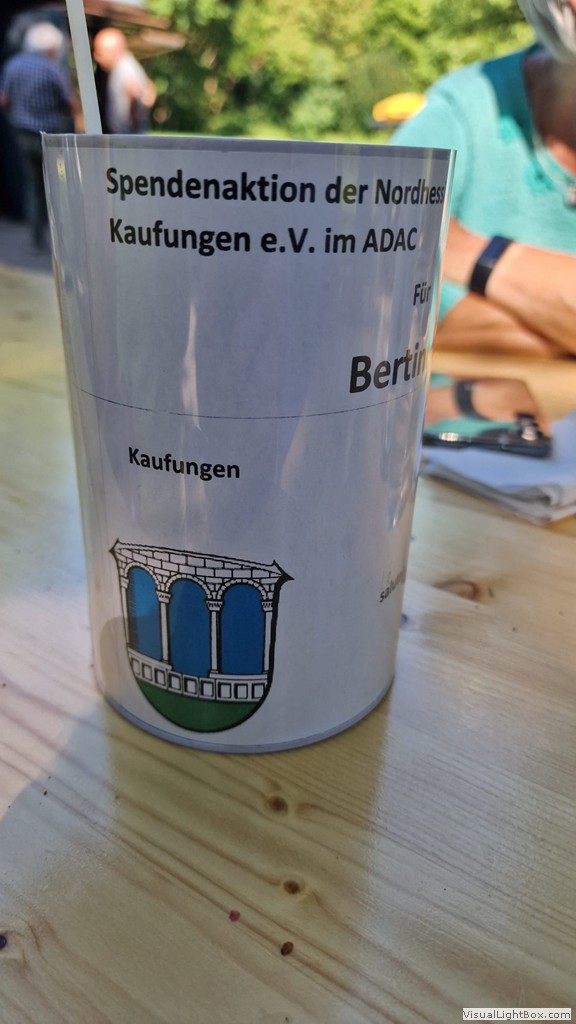 Spendenaktion der Nordhess
Kaufungen e.V. im ADAC
Für
Bertin
Kaufungen
VisualLightBox.com